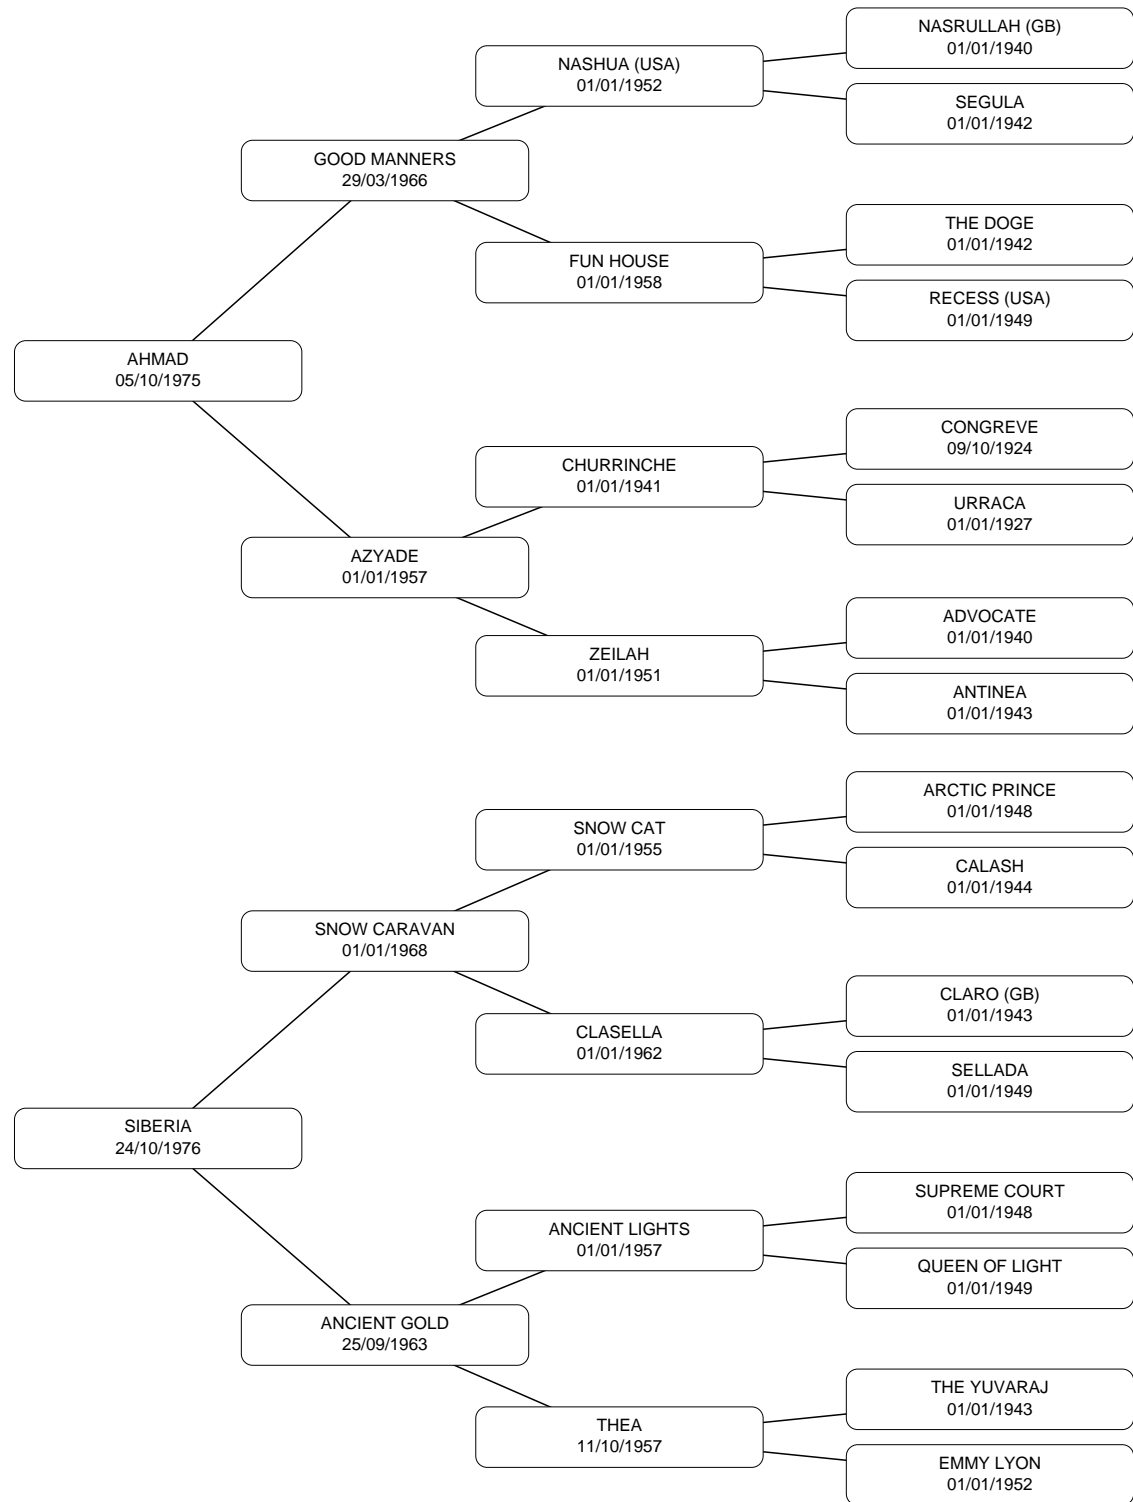 NASRULLAH (GB)
01/01/1940
NASHUA (USA)
01/01/1952
SEGULA
01/01/1942
GOOD MANNERS
29/03/1966
THE DOGE
01/01/1942
FUN HOUSE
01/01/1958
RECESS (USA)
01/01/1949
AHMAD
05/10/1975
CONGREVE
09/10/1924
CHURRINCHE
01/01/1941
URRACA
01/01/1927
AZYADE
01/01/1957
ADVOCATE
01/01/1940
ZEILAH
01/01/1951
ANTINEA
01/01/1943
ARCTIC PRINCE
01/01/1948
SNOW CAT
01/01/1955
CALASH
01/01/1944
SNOW CARAVAN
01/01/1968
CLARO (GB)
01/01/1943
CLASELLA
01/01/1962
SELLADA
01/01/1949
SIBERIA
24/10/1976
SUPREME COURT
01/01/1948
ANCIENT LIGHTS
01/01/1957
QUEEN OF LIGHT
01/01/1949
ANCIENT GOLD
25/09/1963
THE YUVARAJ
01/01/1943
THEA
11/10/1957
EMMY LYON
01/01/1952